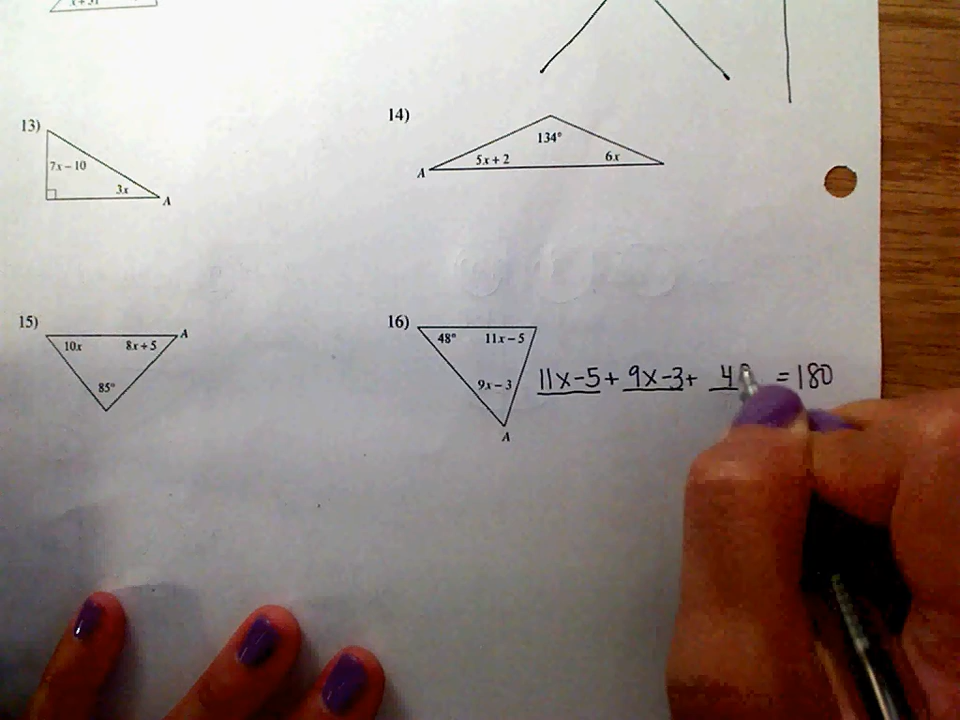 13)
7x – 10
3x
A
14)
134°
5x + 2
6x
A
15)
10x
8x + 5
A
85°
16)
48°
11x – 5
9x – 3
A
11x-5 + 9x-3 + 48 = 180